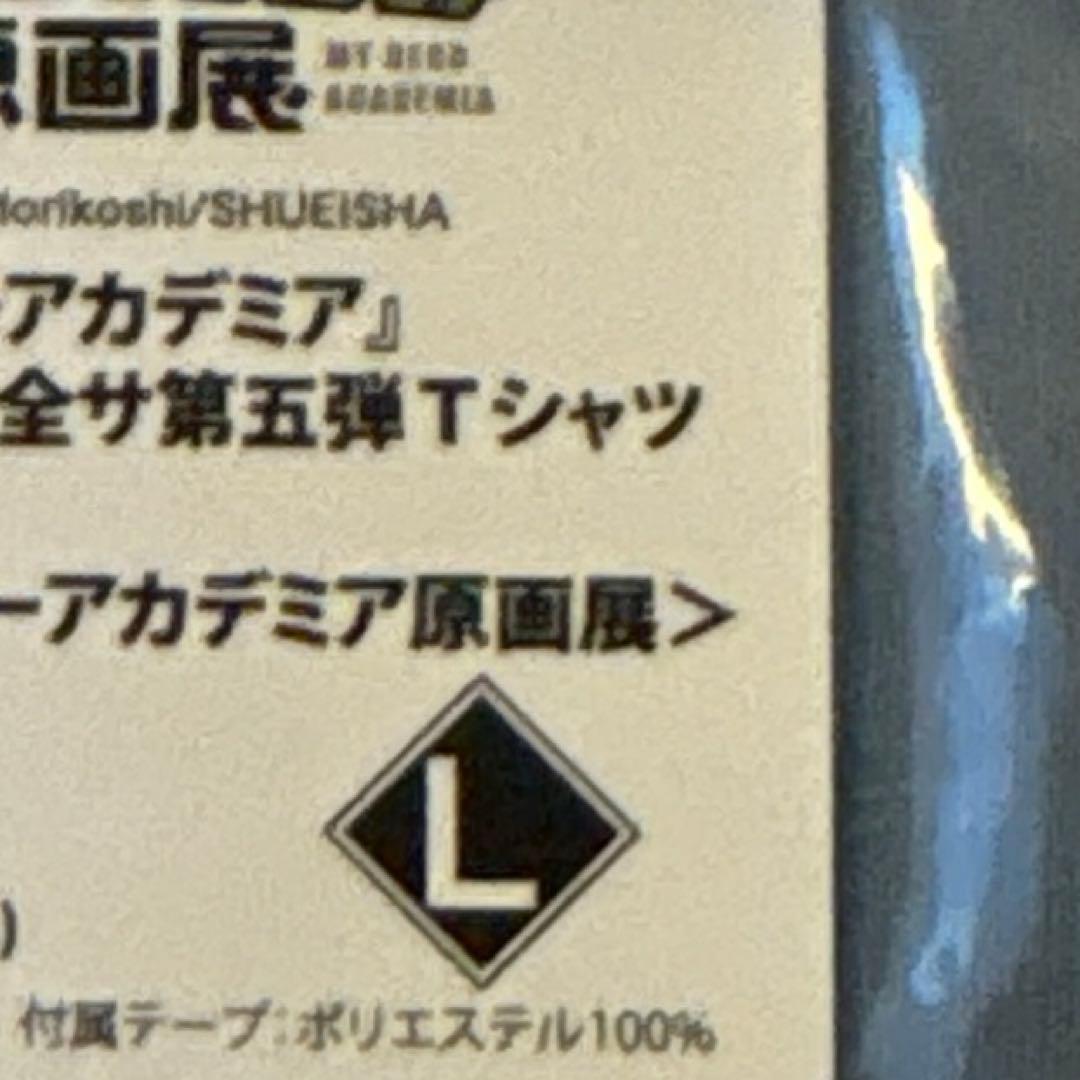 画展 MY HERO
ACADEMIA
Horikoshi/SHUEISHA
アカデミア』
全サ第五弾Tシャツ
ーアカデミア原画展>
L
)
付属テープ:ポリエステル100%